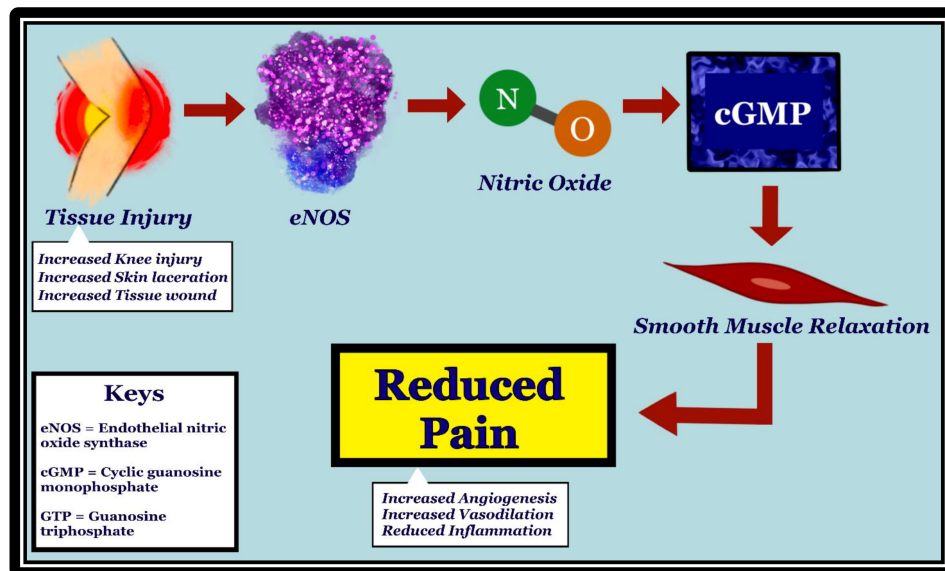 N
O
cGMP
Nitric Oxide
Tissue Injury
eNOS
Increased Knee injury
Increased Skin laceration
Increased Tissue wound
Smooth Muscle Relaxation
Reduced
Pain
Increased Angiogenesis
Increased Vasodilation
Reduced Inflammation
Keys
eNOS = Endothelial nitric
oxide synthase
cGMP = Cyclic guanosine
monophosphate
GTP = Guanosine
triphosphate